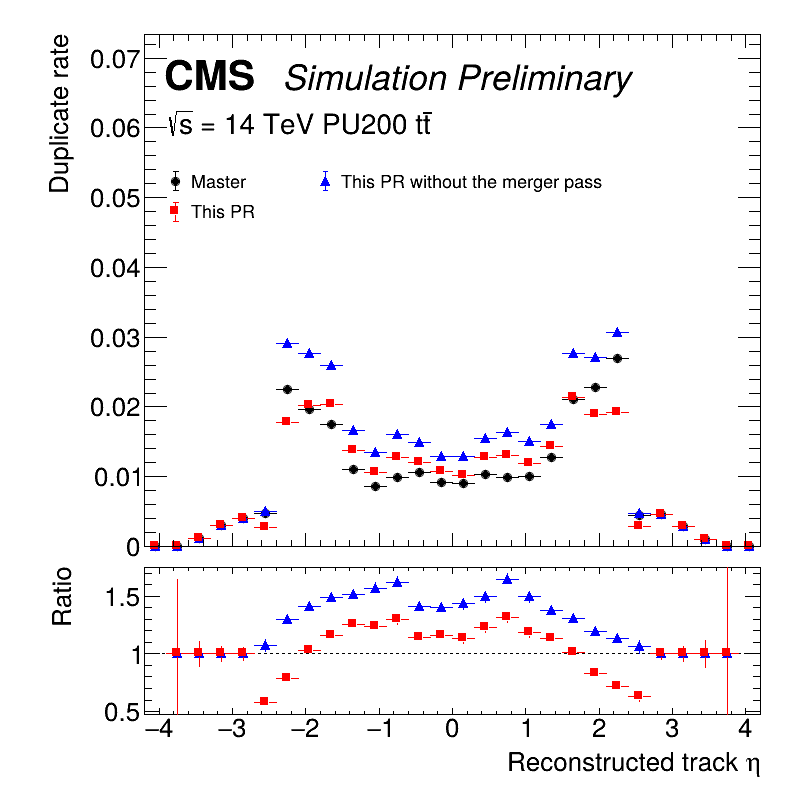 Duplicate rate
0.07
0.06
0.05
0.04
0.03
0.02
0.01
0
CMS Simulation Preliminary
√s = 14 TeV PU200 tt̅
Master
This PR without the merger pass
This PR
Ratio
1.5
1
0.5
−4 −3 −2 −1 0 1 2 3 4
Reconstructed track η